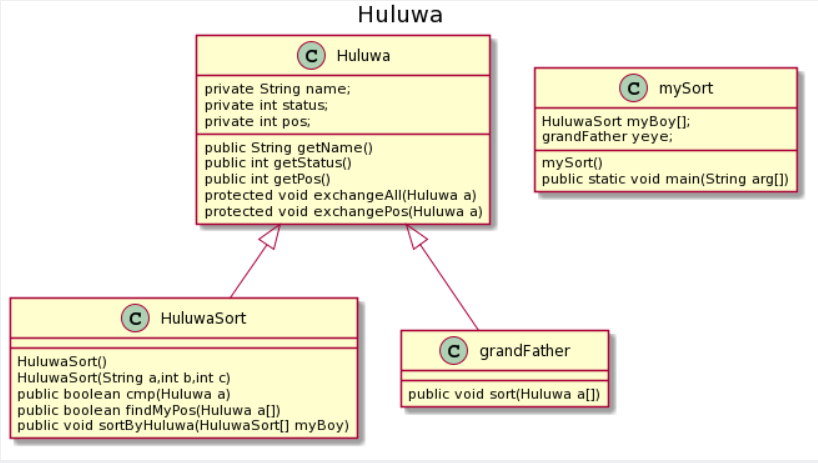 Huluwa
C Huluwa
private String name;
private int status;
private int pos;
public String getName()
public int getStatus()
public int getPos()
protected void exchangeAll(Huluwa a)
protected void exchangePos(Huluwa a)
C mySort
HuluwaSort myBoy[];
grandFather yeye;
mySort()
public static void main(String arg[])
C HuluwaSort
HuluwaSort()
HuluwaSort(String a,int b,int c)
public boolean cmp(Huluwa a)
public boolean findMyPos(Huluwa a[])
public void sortByHuluwa(HuluwaSort[] myBoy)
C grandFather
public void sort(Huluwa a[])